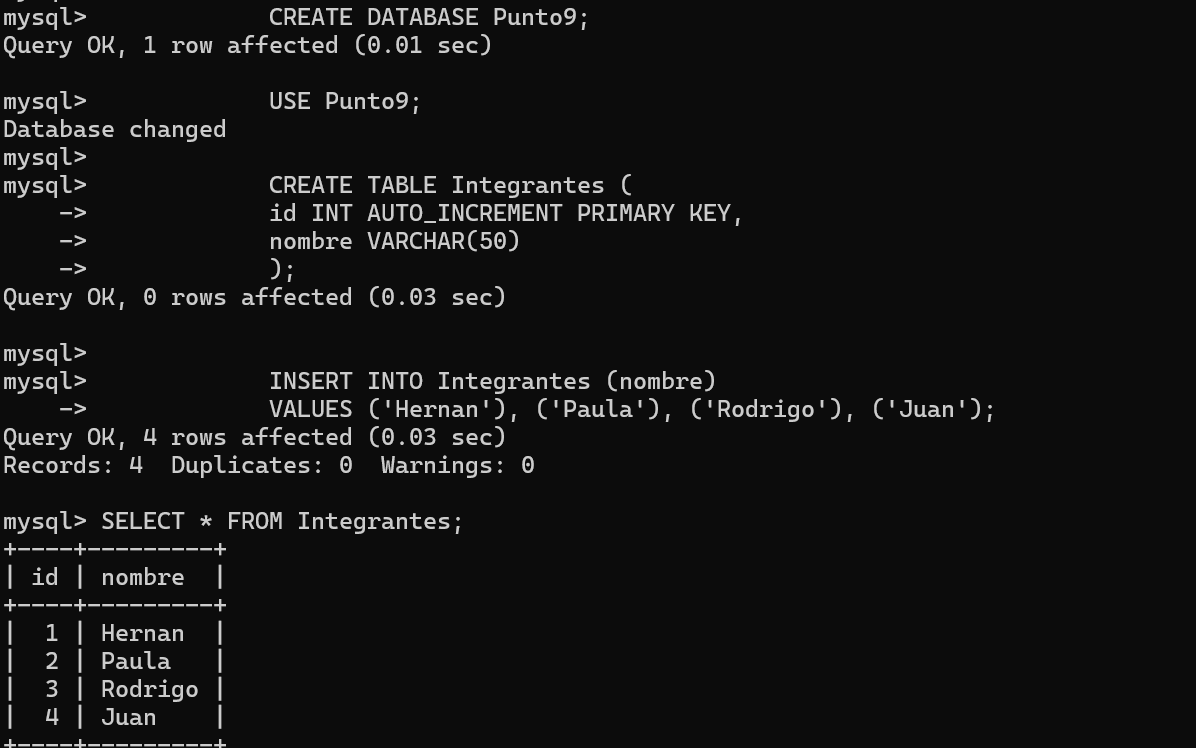 mysql>             CREATE DATABASE Punto9;
Query OK, 1 row affected (0.01 sec)
mysql>             USE Punto9;
Database changed
mysql>
mysql>             CREATE TABLE Integrantes (
    ->             id INT AUTO_INCREMENT PRIMARY KEY,
    ->             nombre VARCHAR(50)
    ->             );
Query OK, 0 rows affected (0.03 sec)
mysql>
mysql>             INSERT INTO Integrantes (nombre)
    ->             VALUES ('Hernan'), ('Paula'), ('Rodrigo'), ('Juan');
Query OK, 4 rows affected (0.03 sec)
Records: 4  Duplicates: 0  Warnings: 0
mysql> SELECT * FROM Integrantes;
+----+---------+
| id | nombre  |
+----+---------+
|  1 | Hernan  |
|  2 | Paula   |
|  3 | Rodrigo |
|  4 | Juan    |
+----+---------+